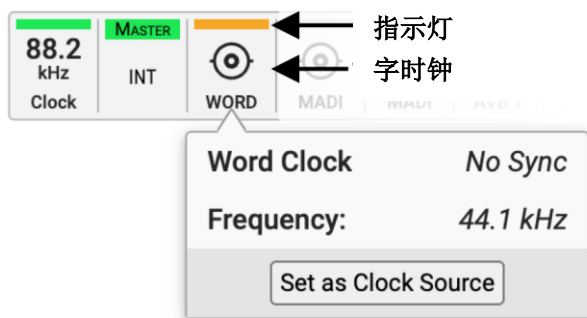 MASTER
指示灯
88.2
kHz
INT
字时钟
Clock
WORD
MADI
MADI
AVB 1
Word Clock
No Sync
Frequency:
44.1 kHz
Set as Clock Source